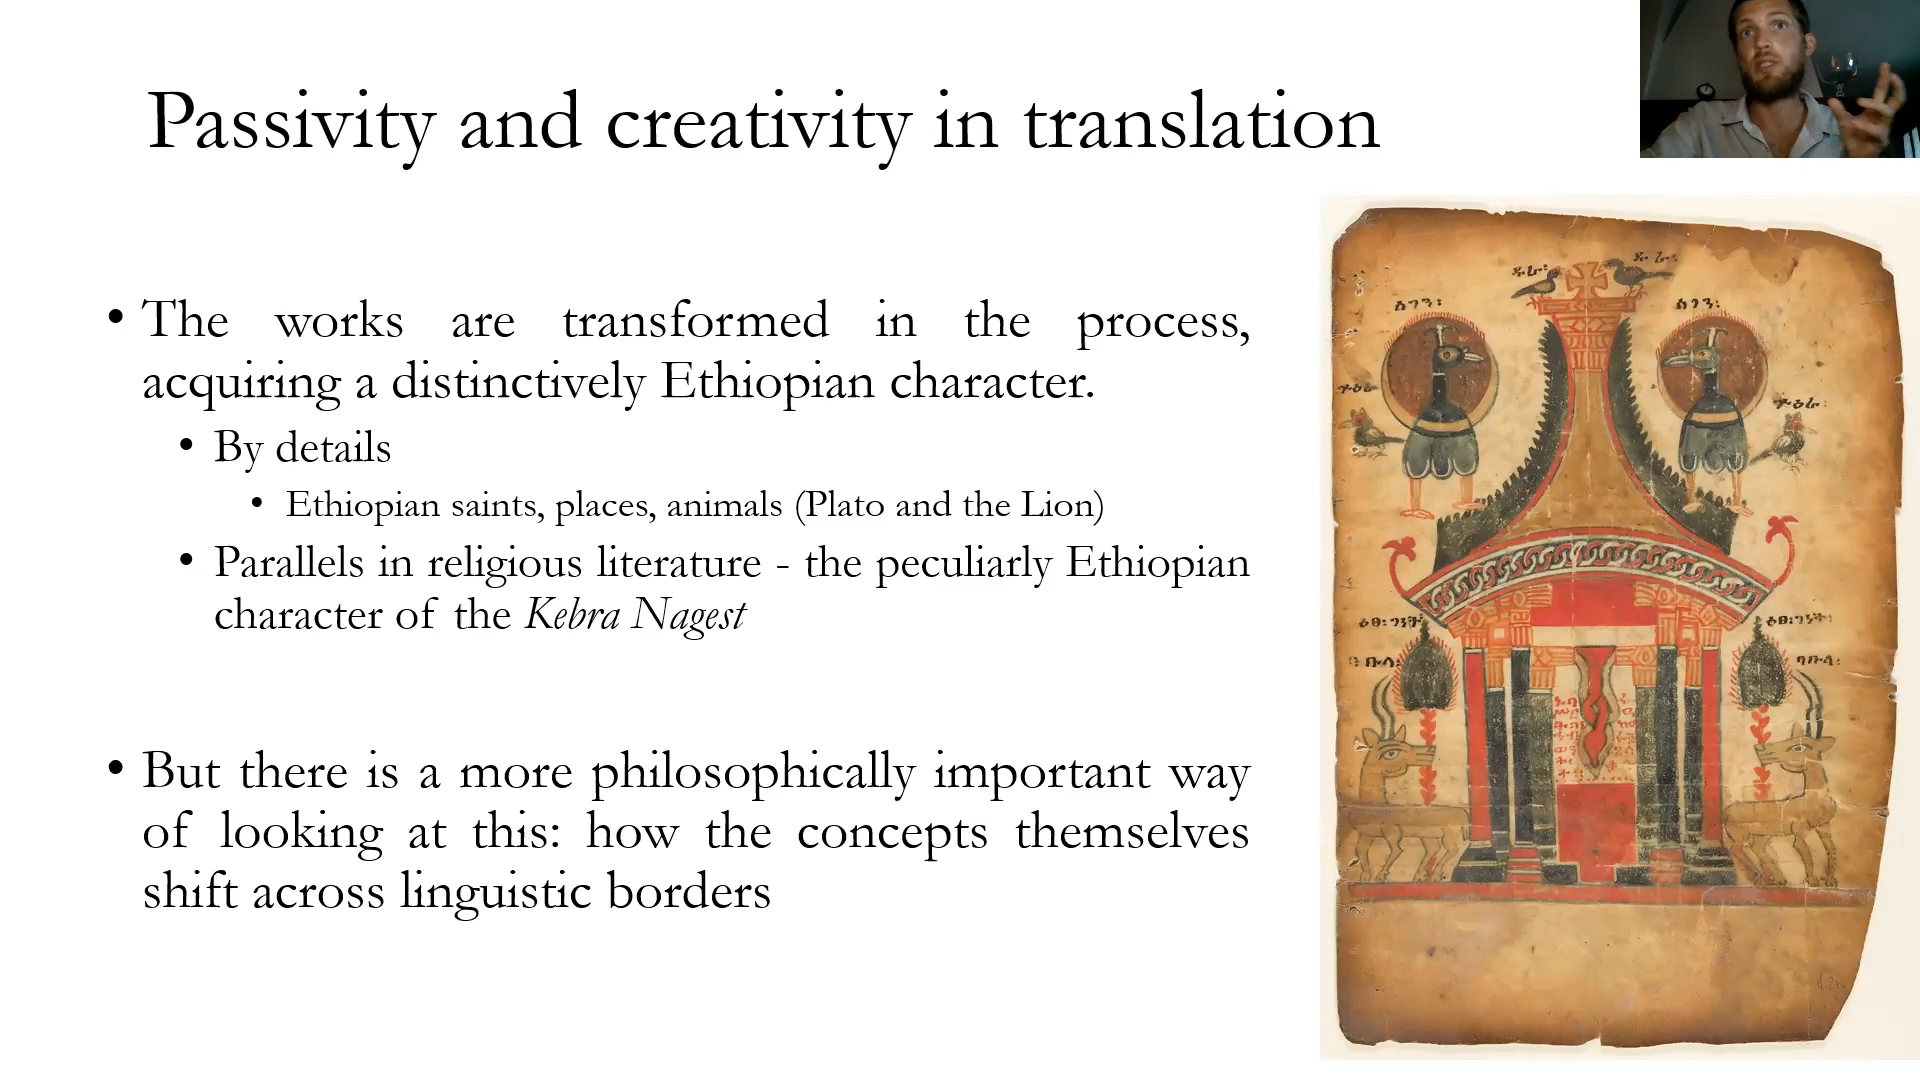 Passivity and creativity in translation
• The works are transformed in the process,
acquiring a distinctively Ethiopian character.
• By details
• Ethiopian saints, places, animals (Plato and the Lion)
• Parallels in religious literature - the peculiarly Ethiopian
character of the Kebra Nagest
• But there is a more philosophically important way
of looking at this: how the concepts themselves
shift across linguistic borders